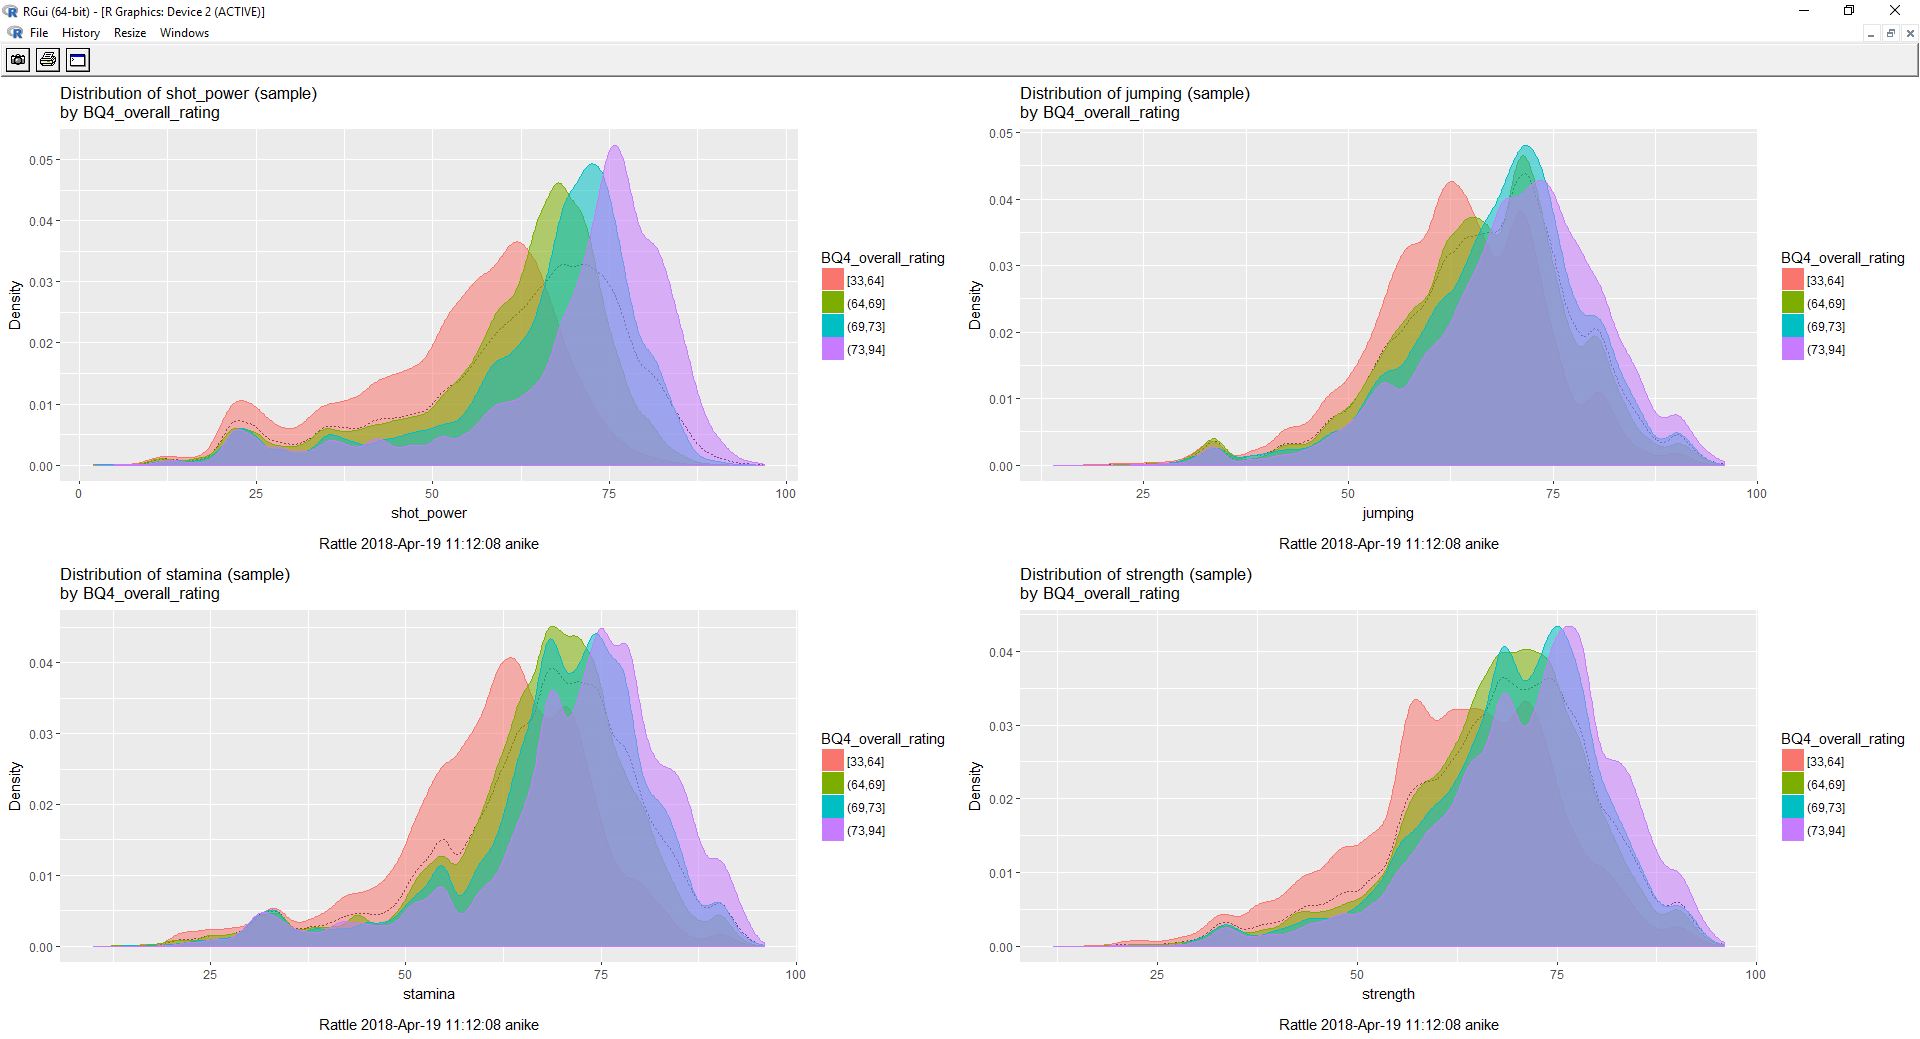 RGui (64-bit) - [R Graphics: Device 2 (ACTIVE)]
File History Resize Windows
Distribution of shot_power (sample)
by BQ4_overall_rating
Density
0.05
0.04
0.03
0.02
0.01
0.00
0 25 50 75 100
shot_power
BQ4_overall_rating
[33,64]
(64,69]
(69,73]
(73,94]
Rattle 2018-Apr-19 11:12:08 anike
Distribution of jumping (sample)
by BQ4_overall_rating
Density
0.05
0.04
0.03
0.02
0.01
0.00
25 50 75 100
jumping
BQ4_overall_rating
[33,64]
(64,69]
(69,73]
(73,94]
Rattle 2018-Apr-19 11:12:08 anike
Distribution of stamina (sample)
by BQ4_overall_rating
Density
0.04
0.03
0.02
0.01
0.00
25 50 75 100
stamina
BQ4_overall_rating
[33,64]
(64,69]
(69,73]
(73,94]
Rattle 2018-Apr-19 11:12:08 anike
Distribution of strength (sample)
by BQ4_overall_rating
Density
0.04
0.03
0.02
0.01
0.00
25 50 75 100
strength
BQ4_overall_rating
[33,64]
(64,69]
(69,73]
(73,94]
Rattle 2018-Apr-19 11:12:08 anike